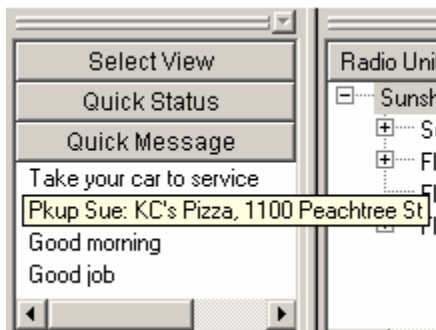 Select View
Quick Status
Quick Message
Take your car to service
Pkup Sue: KC's Pizza, 1100 Peachtree St
Good morning
Good job
Radio Uni
Sunsh